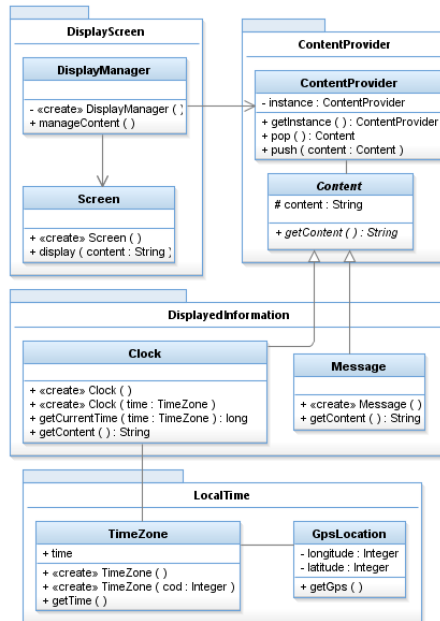 DisplayScreen
DisplayManager
- «create» DisplayManager ( )
+ manageContent ( )
Screen
+ «create» Screen ( )
+ display ( content : String )
ContentProvider
ContentProvider
- instance : ContentProvider
+ getInstance ( ) : ContentProvider
+ pop ( ) : Content
+ push ( content : Content )
Content
# content : String
+ getContent ( ) : String
DisplayedInformation
Clock
+ «create» Clock ( )
+ «create» Clock ( time : TimeZone )
+ getCurrentTime ( time : TimeZone ) : long
+ getContent ( ) : String
Message
+ «create» Message ( )
+ getContent ( ) : String
LocalTime
TimeZone
+ time
+ «create» TimeZone ( )
+ «create» TimeZone ( cod : Integer )
+ getTime ( )
GpsLocation
- longitude : Integer
- latitude : Integer
+ getGps ( )